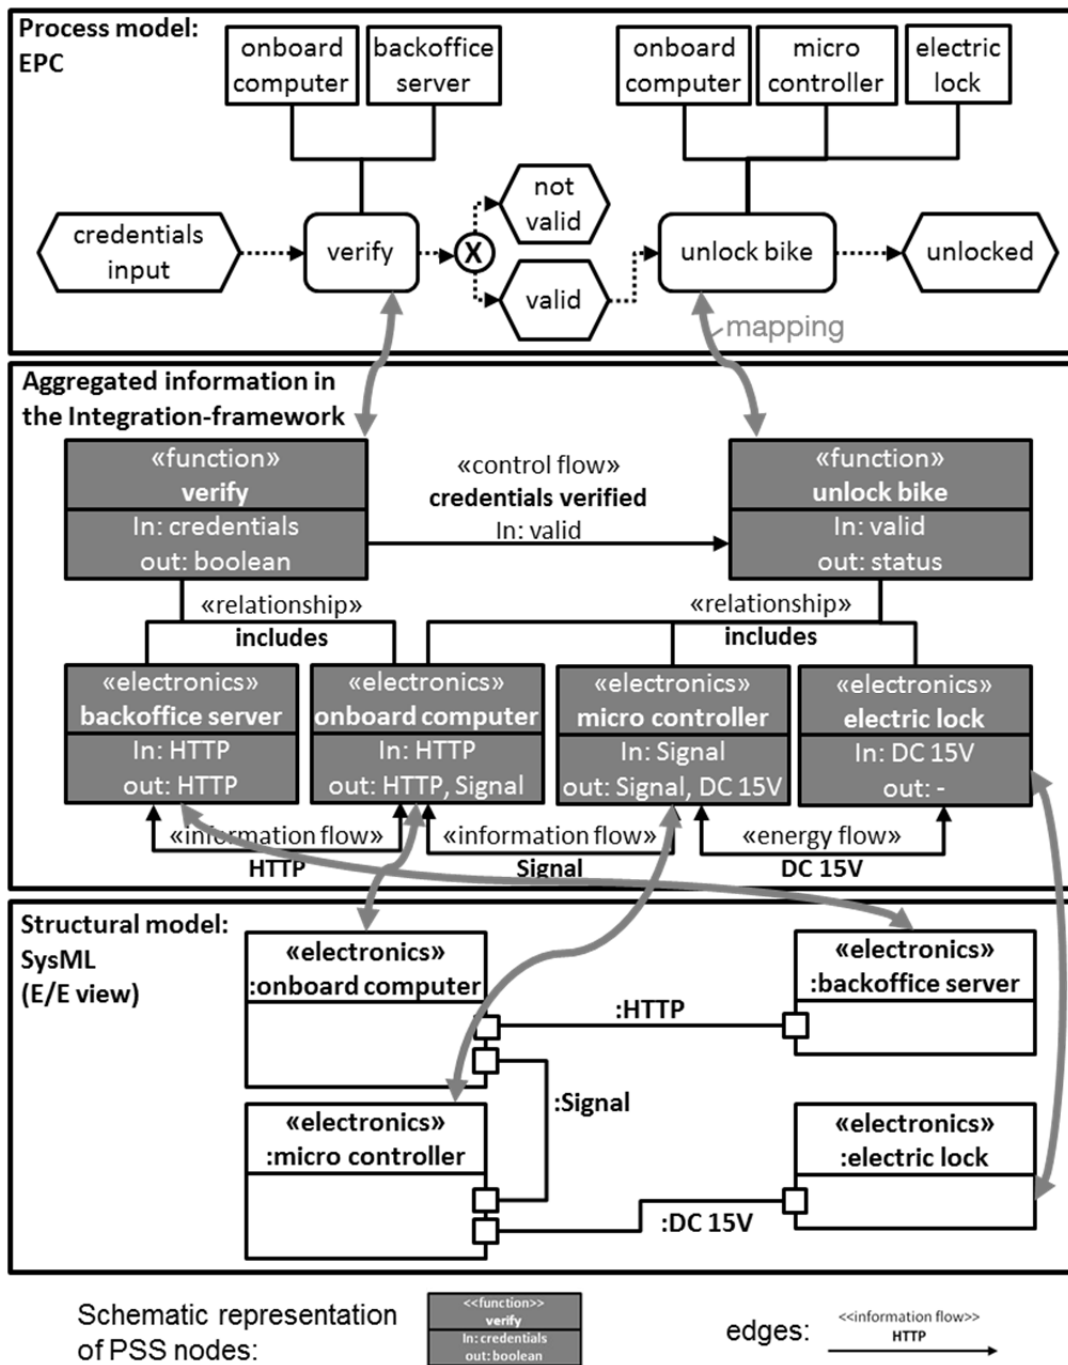 Process model:
EPC
onboard
computer
backoffice
server
onboard
computer
micro
controller
electric
lock
credentials
input
verify
X
not
valid
valid
unlock bike
unlocked
mapping
Aggregated information in
the Integration-framework
«function»
verify
In: credentials
out: boolean
«control flow»
credentials verified
In: valid
«function»
unlock bike
In: valid
out: status
«relationship»
includes
«relationship»
includes
«electronics»
backoffice server
In: HTTP
out: HTTP
«electronics»
onboard computer
In: HTTP
out: HTTP, Signal
«electronics»
micro controller
In: Signal
out: Signal, DC 15V
«electronics»
electric lock
In: DC 15V
out: -
«information flow»
HTTP
«information flow»
Signal
«energy flow»
DC 15V
Structural model:
SysML
(E/E view)
«electronics»
:onboard computer
«electronics»
:backoffice server
:HTTP
:Signal
«electronics»
:micro controller
«electronics»
:electric lock
:DC 15V
Schematic representation
of PSS nodes:
<<function>>
verify
In: credentials
out: boolean
edges:
<<information flow>>
HTTP